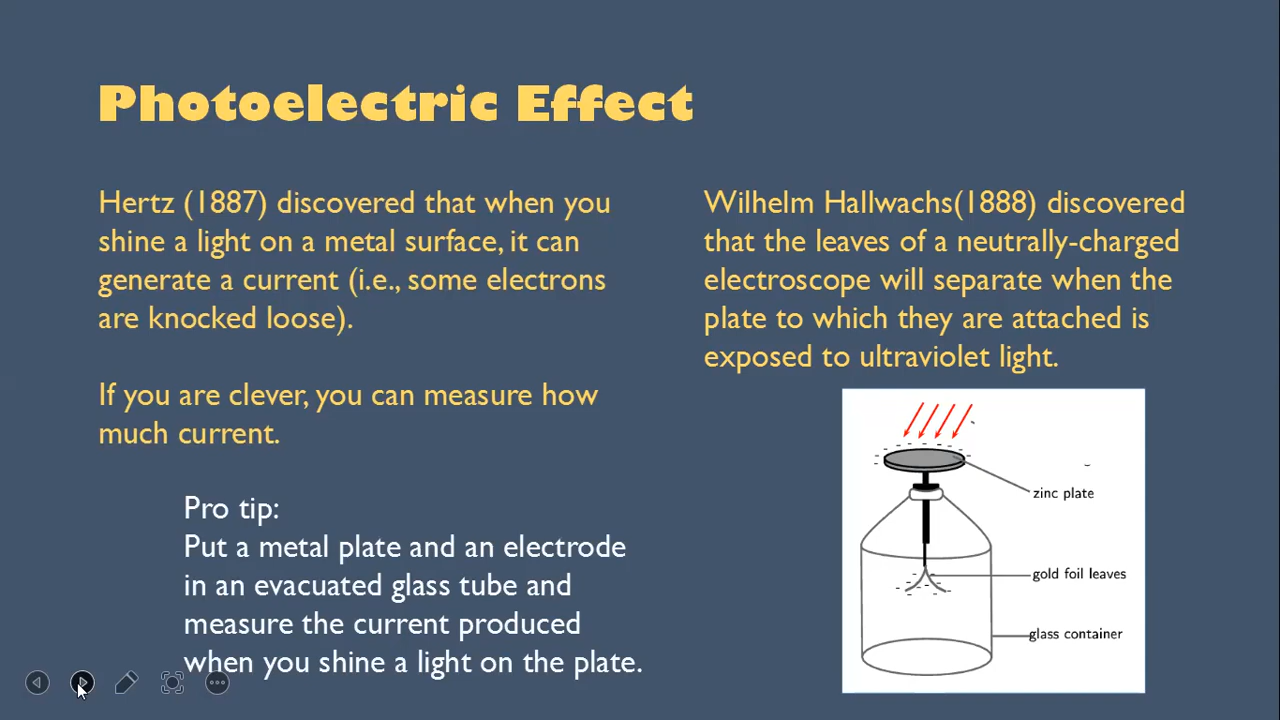 Photoelectric Effect
Hertz (1887) discovered that when you
shine a light on a metal surface, it can
generate a current (i.e., some electrons
are knocked loose).
If you are clever, you can measure how
much current.
Pro tip:
Put a metal plate and an electrode
in an evacuated glass tube and
measure the current produced
when you shine a light on the plate.
Wilhelm Hallwachs(1888) discovered
that the leaves of a neutrally-charged
electroscope will separate when the
plate to which they are attached is
exposed to ultraviolet light.
zinc plate
gold foil leaves
glass container